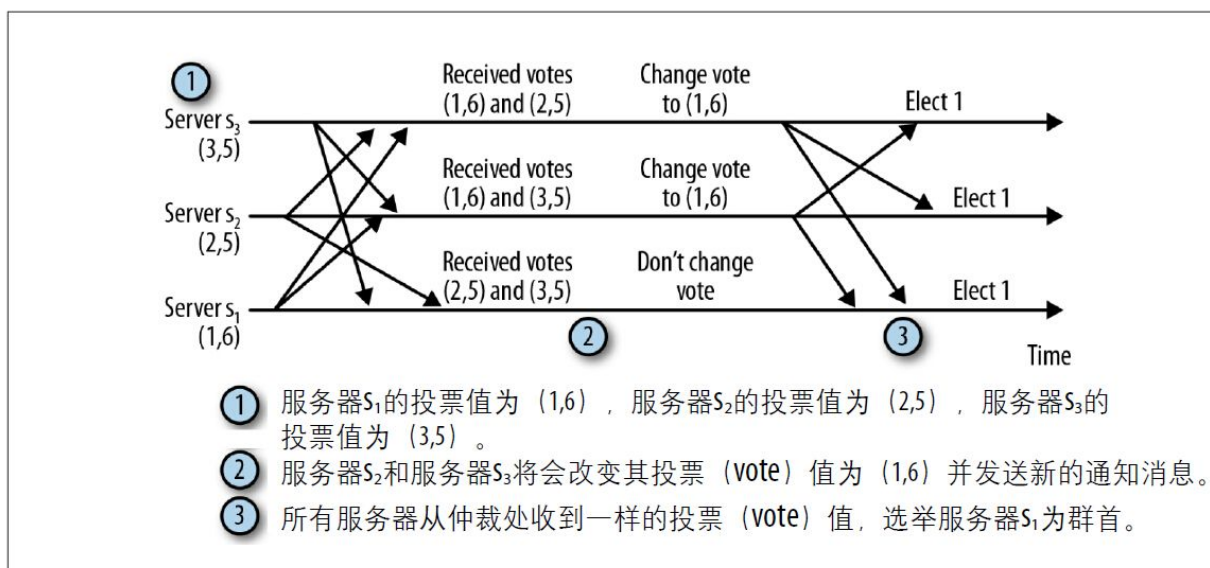 1
Received votes
(1,6) and (2,5)
Change vote
to (1,6)
Elect 1
Server s₃
(3,5)
Received votes
(1,6) and (3,5)
Change vote
to (1,6)
Elect 1
Server s₂
(2,5)
Received votes
(2,5) and (3,5)
Don't change
vote
Elect 1
Server s₁
(1,6)
2
3
Time
1 服务器S₁的投票值为（1,6），服务器S₂的投票值为（2,5），服务器S₃的
投票值为（3,5）。
2 服务器S₂和服务器S₃将会改变其投票（vote）值为（1,6）并发送新的通知消息。
3 所有服务器从仲裁处收到一样的投票（vote）值，选举服务器S₁为群首。